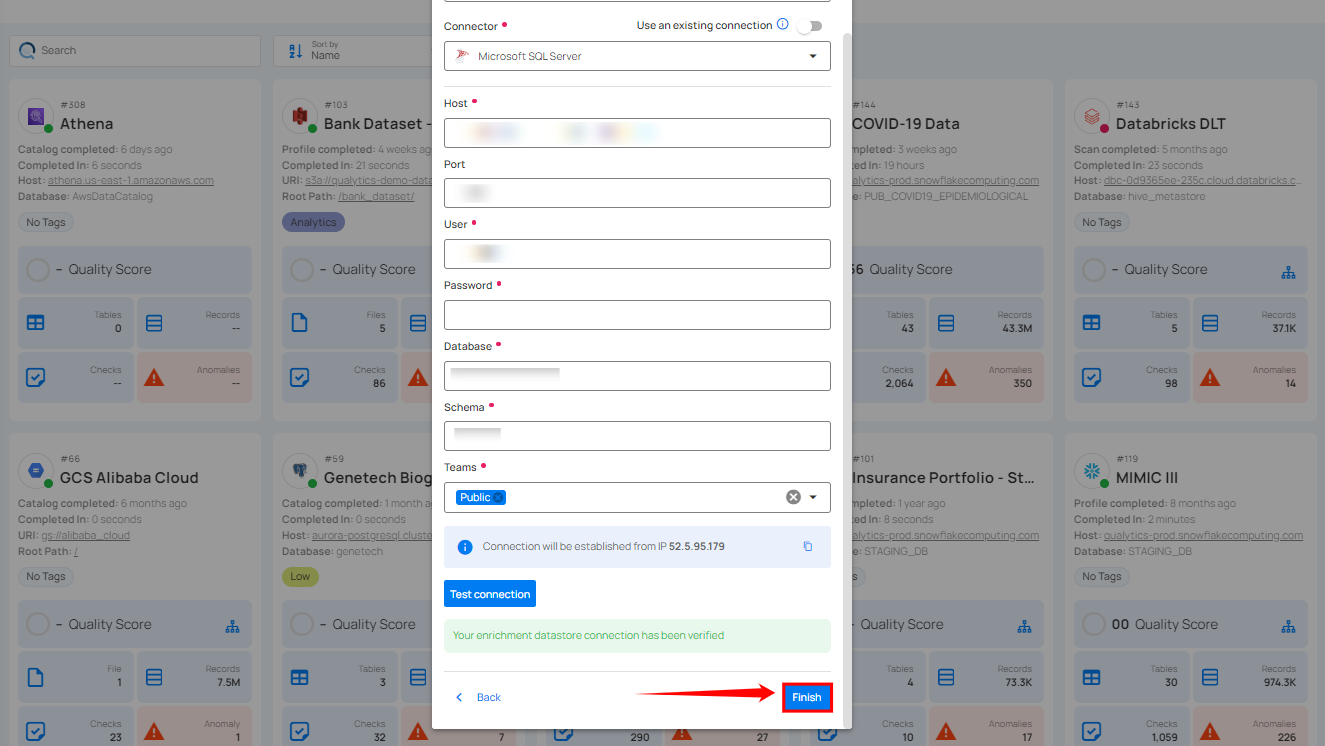 Connector •
Use an existing connection
Microsoft SQL Server
Host •
Port
User •
Password •
Database •
Schema •
Teams •
Public
Connection will be established from IP 52.5.95.179
Test connection
Your enrichment datastore connection has been verified
Back
Finish
Search
Sort by
Name
#308
Athena
Catalog completed: 6 days ago
Completed In: 6 seconds
Host: athena.us-east-1.amazonaws.com
Database: AwsDataCatalog
No Tags
– Quality Score
Tables
0
Records
--
Checks
--
Anomalies
--
#103
Bank Dataset -
Profile completed: 4 weeks ag
Completed In: 21 seconds
URI: s3a://qualytics-demo-data
Root Path: /bank_dataset/
Analytics
– Quality Score
Files
5
Checks
86
#144
COVID-19 Data
mpleted: 3 weeks ago
ed In: 19 hours
alytics-prod.snowflakecomputing.com
e: PUB_COVID19_EPIDEMIOLOGICAL
66 Quality Score
Tables
43
Records
43.3M
Checks
2,064
Anomalies
350
#143
Databricks DLT
Scan completed: 5 months ago
Completed In: 23 seconds
Host: dbc-0d9365ee-235c.cloud.databricks.c...
Database: hive_metastore
No Tags
– Quality Score
Tables
5
Records
37.1K
Checks
98
Anomalies
14
#66
GCS Alibaba Cloud
Catalog completed: 6 months ago
Completed In: 0 seconds
URI: gs://alibaba_cloud
Root Path: /
No Tags
– Quality Score
File
1
Records
7.5M
Checks
23
Anomaly
1
#59
Genetech Biog
Catalog completed: 1 month a
Completed In: 0 seconds
Host: aurora-postgresql.cluste
Database: genetech
Low
– Quality Score
Tables
3
Checks
32
7
290
27
#101
Insurance Portfolio - St...
ompleted: 1 year ago
ed In: 8 seconds
alytics-prod.snowflakecomputing.com
e: STAGING_DB
s
– Quality Score
Tables
4
Records
73.3K
Checks
10
Anomalies
17
#119
MIMIC III
Profile completed: 8 months ago
Completed In: 2 minutes
Host: qualytics-prod.snowflakecomputing.com
Database: STAGING_DB
No Tags
00 Quality Score
Tables
30
Records
974.3K
Checks
1,059
Anomalies
226